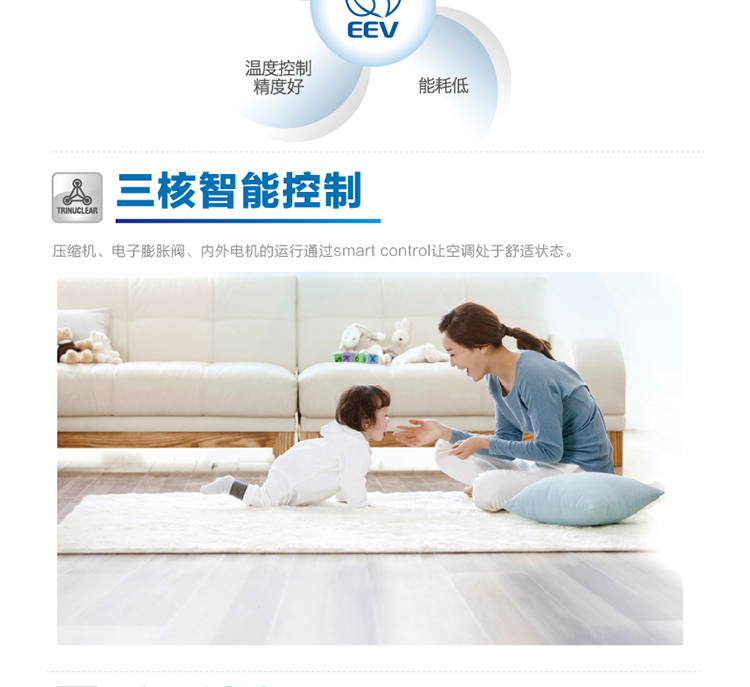 EEV
温度控制
精度好
能耗低
TRINUCLEAR
三核智能控制
压缩机、电子膨胀阀、内外电机的运行通过smart control让空调处于舒适状态。